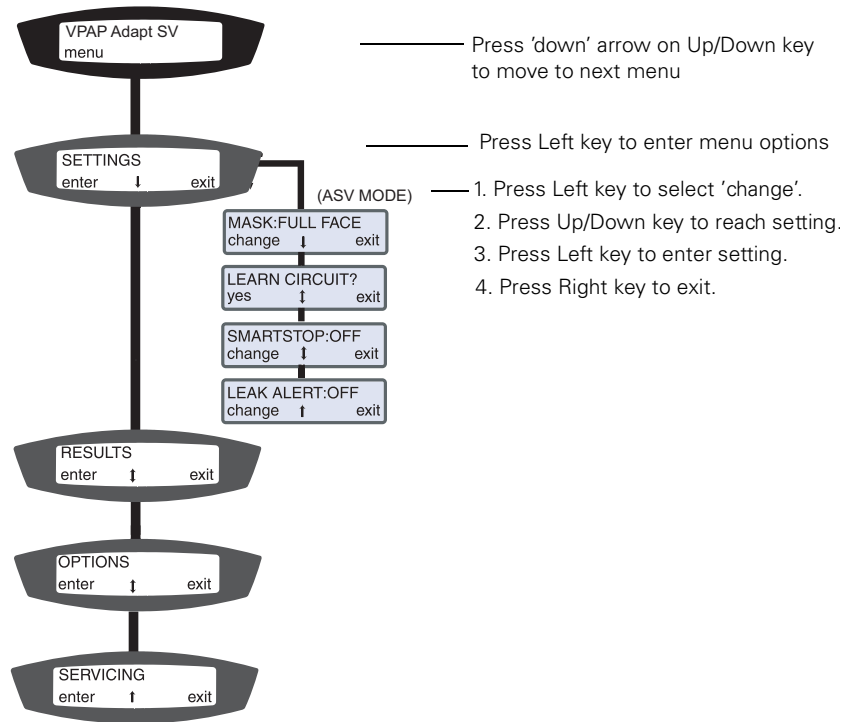 VPAP Adapt SV
menu
Press 'down' arrow on Up/Down key
to move to next menu
Press Left key to enter menu options
SETTINGS
enter ↓ exit
(ASV MODE)
1. Press Left key to select 'change'.
2. Press Up/Down key to reach setting.
3. Press Left key to enter setting.
4. Press Right key to exit.
MASK:FULL FACE
change ↓ exit
LEARN CIRCUIT?
yes ↕ exit
SMARTSTOP:OFF
change ↕ exit
LEAK ALERT:OFF
change ↑ exit
RESULTS
enter ↕ exit
OPTIONS
enter ↕ exit
SERVICING
enter ↑ exit